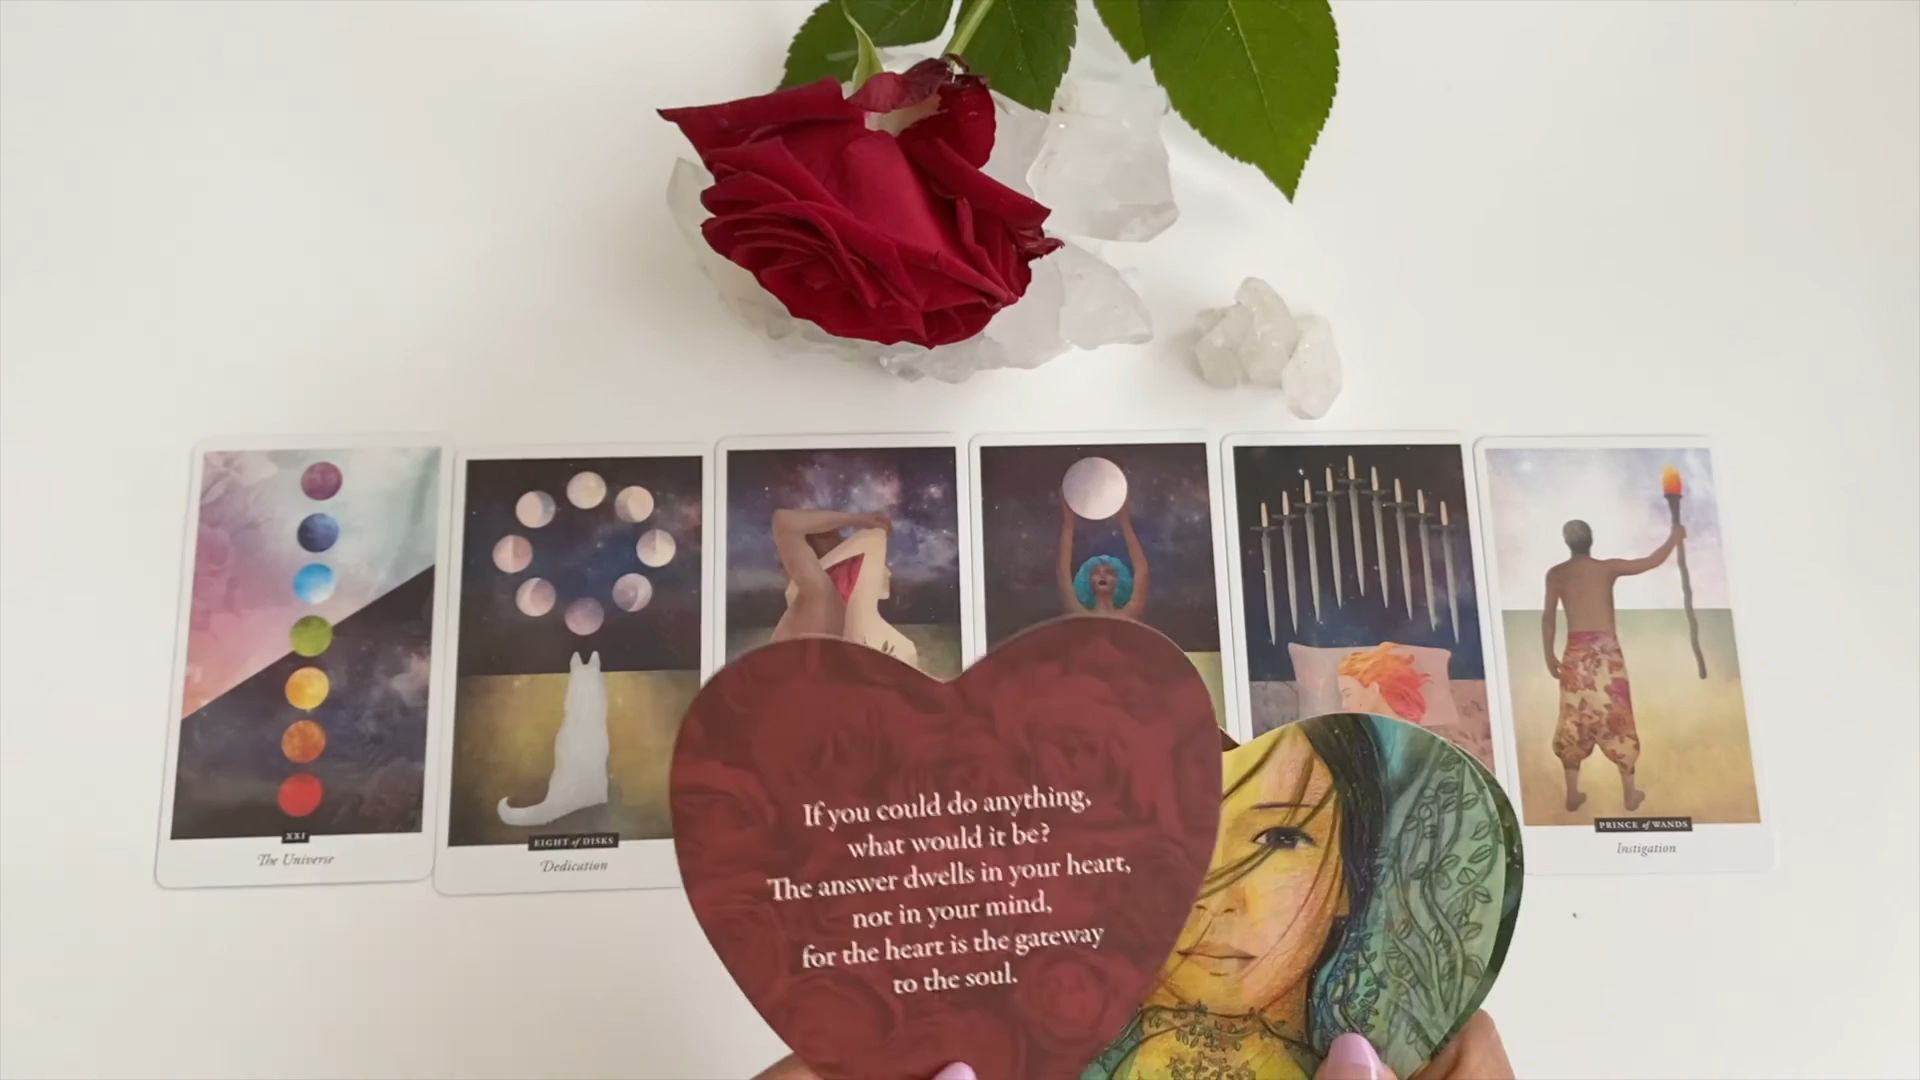 XXI
The Universe
EIGHT of DISKS
Dedication
PRINCE of WANDS
Instigation
If you could do anything,
what would it be?
The answer dwells in your heart,
not in your mind,
for the heart is the gateway
to the soul.